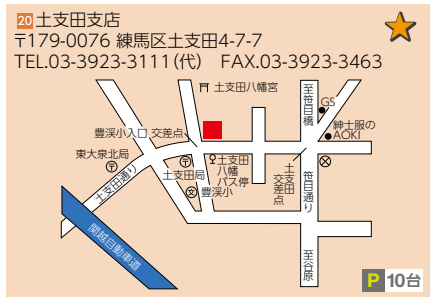 20 土支田支店
〒179-0076 練馬区土支田4-7-7
TEL.03-3923-3111(代) FAX.03-3923-3463
土支田八幡宮
至笹目橋
GS
紳士服の
AOKI
豊渓小入口 交差点
東大泉北局
土支田通り
土支田局
土支田
八幡
バス停
豊渓小
土支田
交差点
笹目通り
関越自動車道
至谷原
P 10台